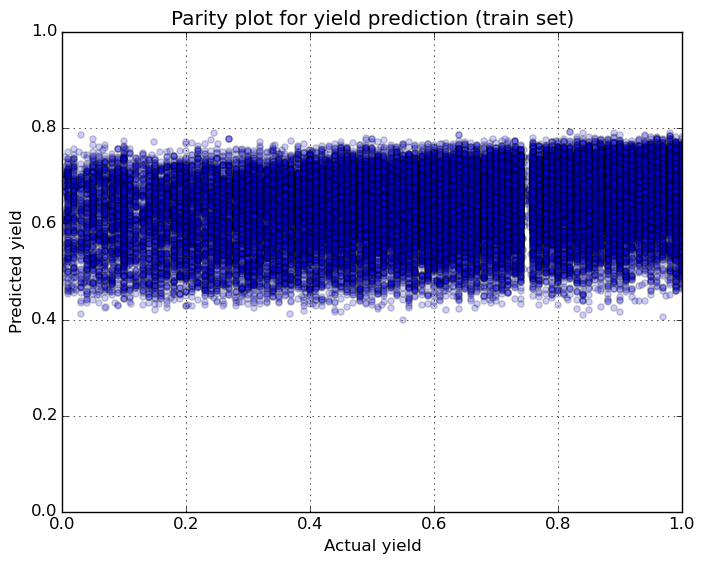 Parity plot for yield prediction (train set)
1.0
0.8
0.6
0.4
0.2
0.0
Predicted yield
0.0 0.2 0.4 0.6 0.8 1.0
Actual yield